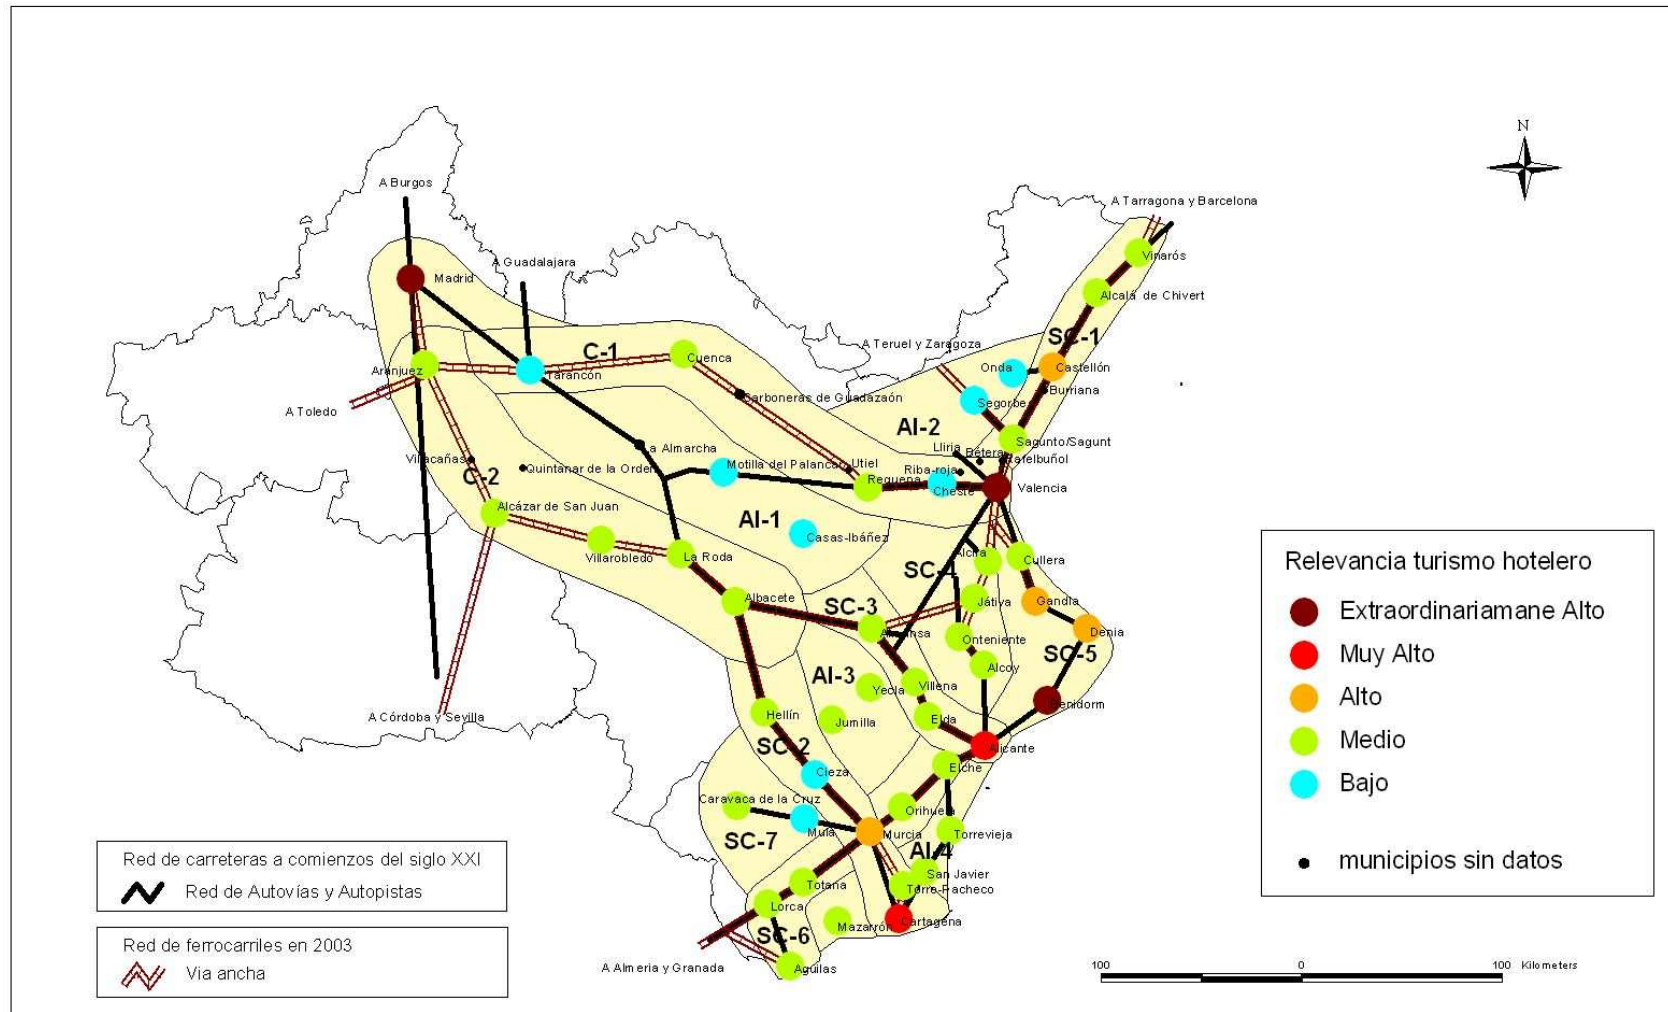 N
A Burgos
A Tarragona y Barcelona
Madrid
A Guadalajara
Vinarós
Alcalá de Chivert
SC-1
A Teruel y Zaragoza
C-1
Cuenca
Aranjuez
Tarancón
Onda
Castellón
Burriana
A Toledo
Carboneras de Guadazaón
Segorbe
AI-2
Sagunto/Sagunt
La Almarcha
Lliria
Bétera
Rafelbuñol
Villacañas
Quintanar de la Orden
Motilla del Palancao
Utiel
Riba-roja
C-2
Requena
Cheste
Valencia
Alcázar de San Juan
AI-1
Casas-Ibáñez
Villarobledo
La Roda
Alcira
Cullera
SC-4
Albacete
SC-3
Játiva
Gandia
Almansa
Onteniente
Denia
SC-5
Alcoy
AI-3
Yecla
Villena
Benidorm
A Córdoba y Sevilla
Hellín
Jumilla
Elda
SC-2
Alicante
Cieza
Elche
Caravaca de la Cruz
Orihuela
Mula
Murcia
Torrevieja
SC-7
AI-4
San Javier
Totana
Torre-Pacheco
Lorca
Mazarrón
Cartagena
SC-6
A Almeria y Granada
Aguilas
Relevancia turismo hotelero
Extraordinariamane Alto
Muy Alto
Alto
Medio
Bajo
municipios sin datos
Red de carreteras a comienzos del siglo XXI
Red de Autovías y Autopistas
Red de ferrocarriles en 2003
Via ancha
100 0 100 Kilometers